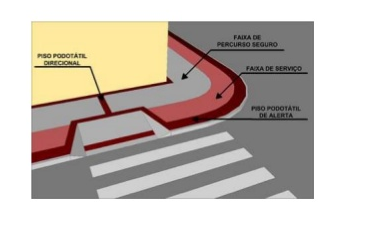 FAIXA DE
PERCURSO SEGURO
PISO PODOTÁTIL
DIRECIONAL
FAIXA DE SERVIÇO
PISO PODOTÁTIL
DE ALERTA